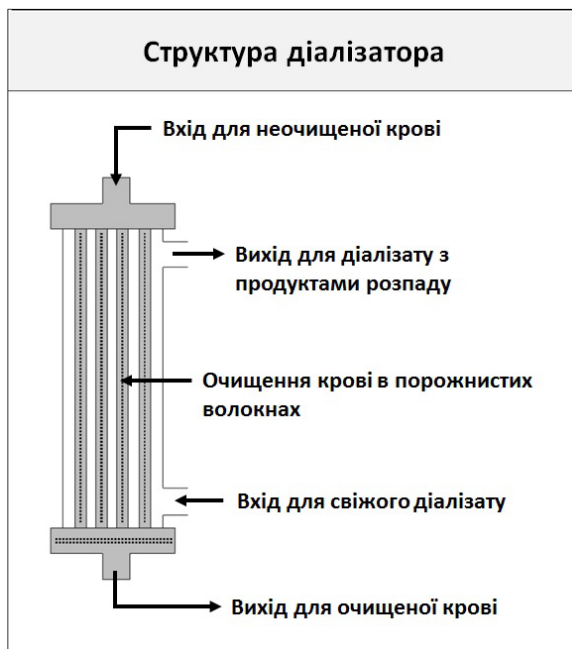 Структура діалізатора
Вхід для неочищеної крові
Вихід для діалізату з
продуктами розпаду
Очищення крові в порожнистих
волокнах
Вхід для свіжого діалізату
Вихід для очищеної крові